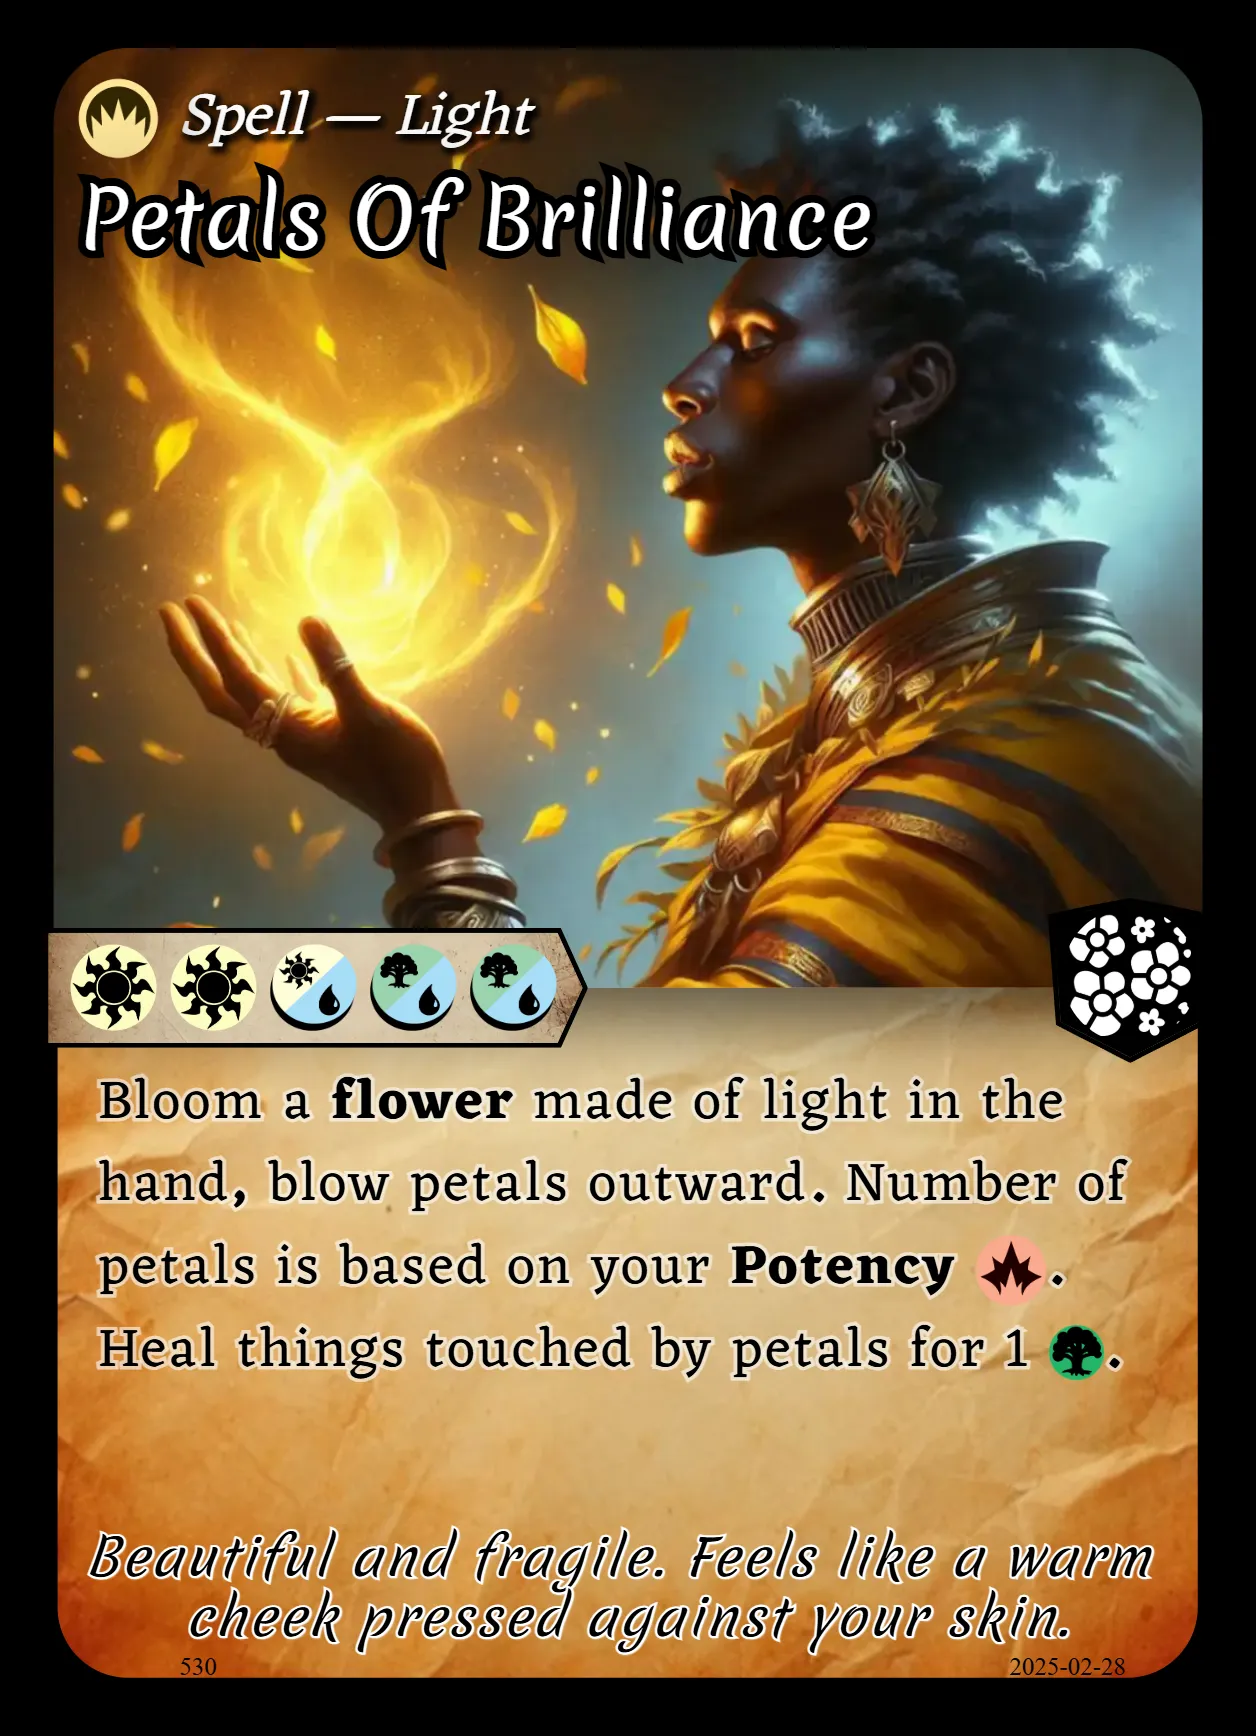 Spell — Light
Petals Of Brilliance
Bloom a flower made of light in the
hand, blow petals outward. Number of
petals is based on your Potency .
Heal things touched by petals for 1 .
Beautiful and fragile. Feels like a warm
cheek pressed against your skin.
530
2025-02-28